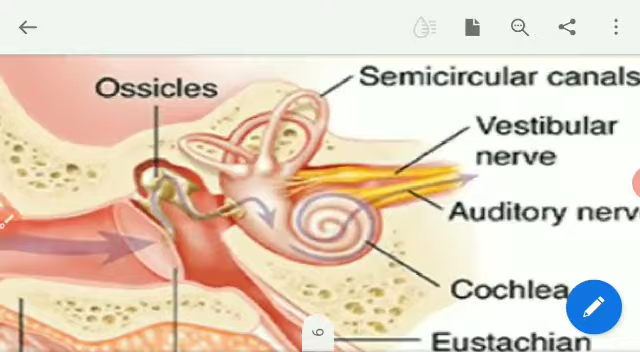 Ossicles
Semicircular canals
Vestibular
nerve
Auditory nerv
Cochlea
Eustachian